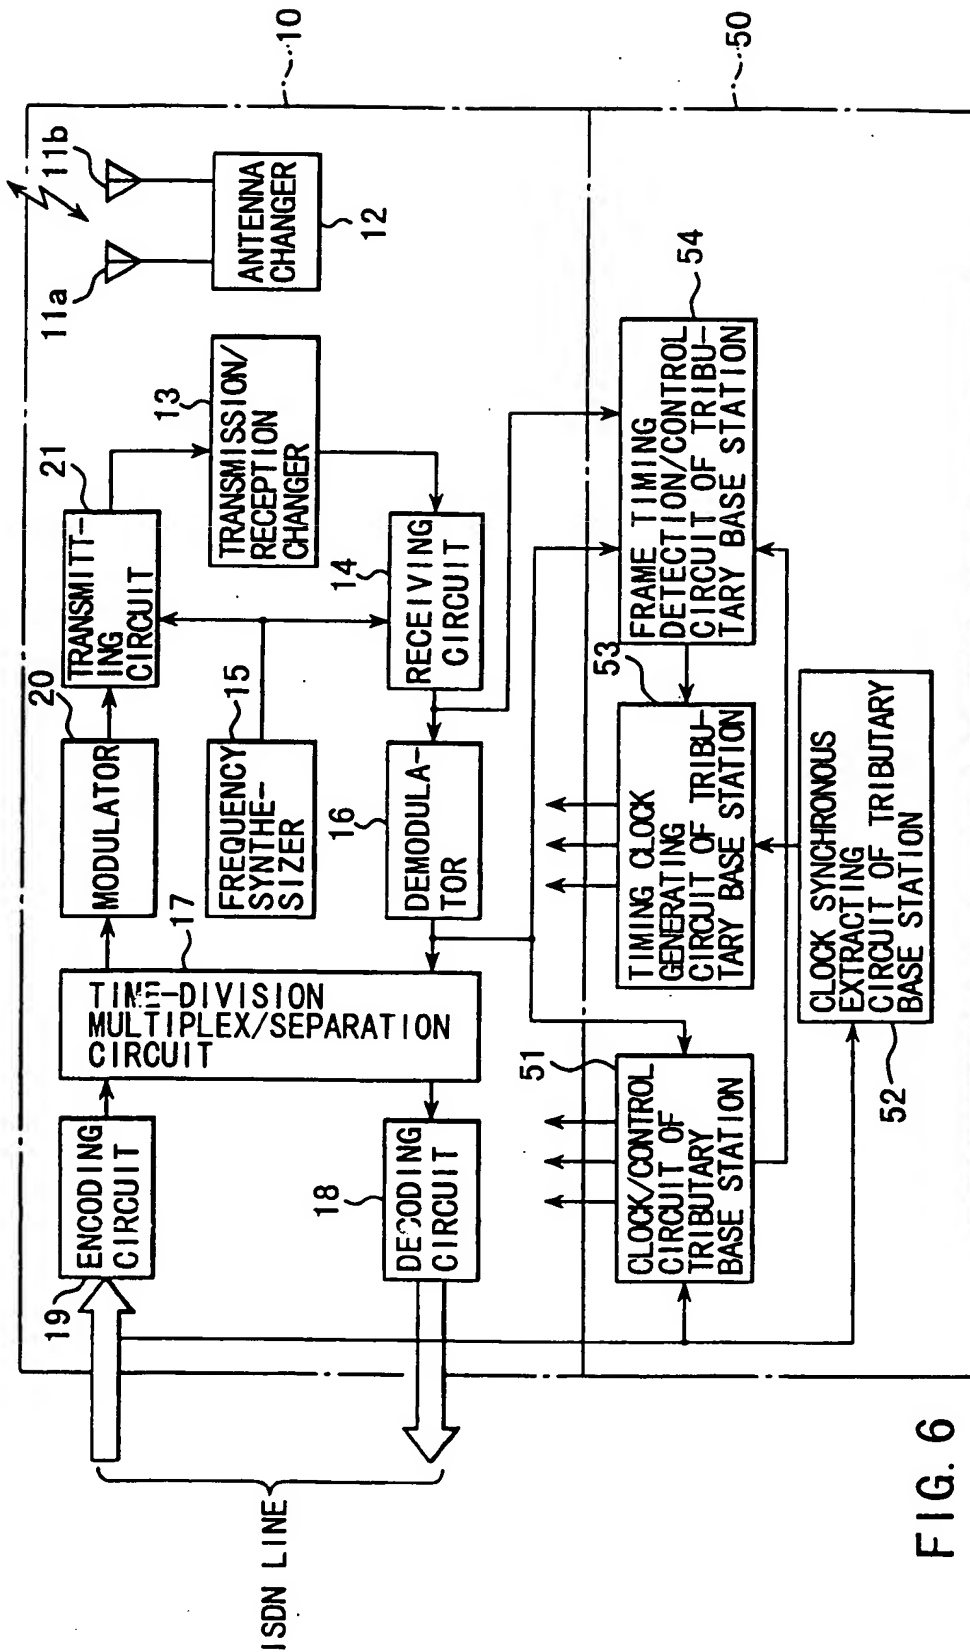 ISDN LINE
19
ENCODING
CIRCUIT
17
TIME-DIVISION
MULTIPLEX/SEPARATION
CIRCUIT
20
MODULATOR
21
TRANSMITT-
ING
CIRCUIT
13
TRANSMISSION/
RECEPTION
CHANGER
11a
11b
ANTENNA
CHANGER
12
10
15
FREQUENCY
SYNTHE-
SIZER
14
RECEIVING
CIRCUIT
16
DEMODULA-
TOR
18
DECODING
CIRCUIT
50
51
CLOCK/CONTROL
CIRCUIT OF
TRIBUTARY
BASE STATION
53
TIMING CLOCK
GENERATING
CIRCUIT OF TRIBU-
TARY BASE STATION
54
FRAME TIMING
DETECTION/CONTROL
CIRCUIT OF TRIBU-
TARY BASE STATION
52
CLOCK SYNCHRONOUS
EXTRACTING
CIRCUIT OF TRIBUTARY
BASE STATION
FIG. 6